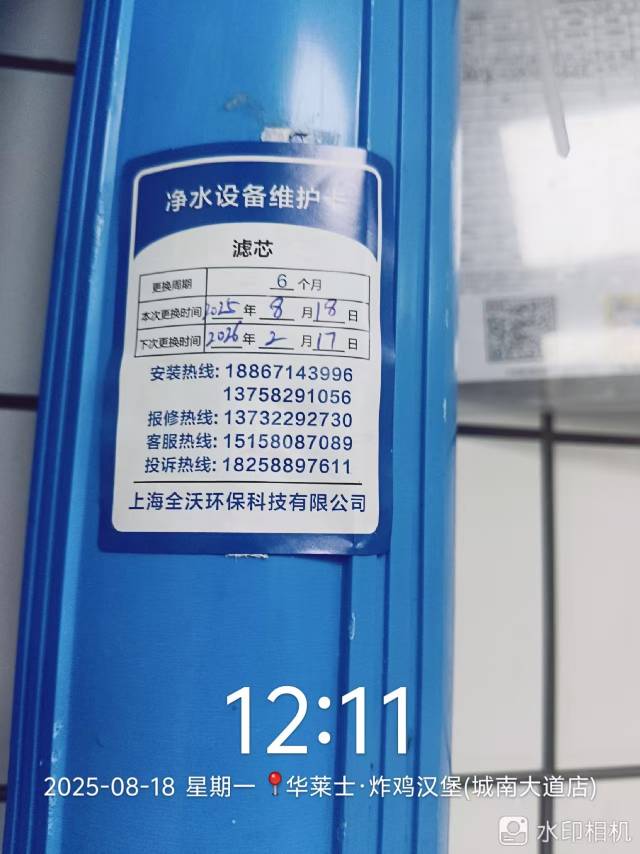 净水设备维护卡
滤芯
更换周期 6 个月
本次更换时间 2025 年 8 月 18 日
下次更换时间 2026 年 2 月 17 日
安装热线: 18867143996
13758291056
报修热线: 13732292730
客服热线: 15158087089
投诉热线: 18258897611
上海全沃环保科技有限公司
12:11
2025-08-18 星期一 华莱士·炸鸡汉堡(城南大道店)
水印相机